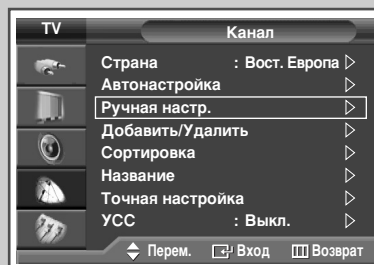 TV
Канал
Страна : Вост. Европа
Автонастройка
Ручная настр.
Добавить/Удалить
Сортировка
Название
Точная настройка
УСС : Выкл.
Перем. Вход Возврат